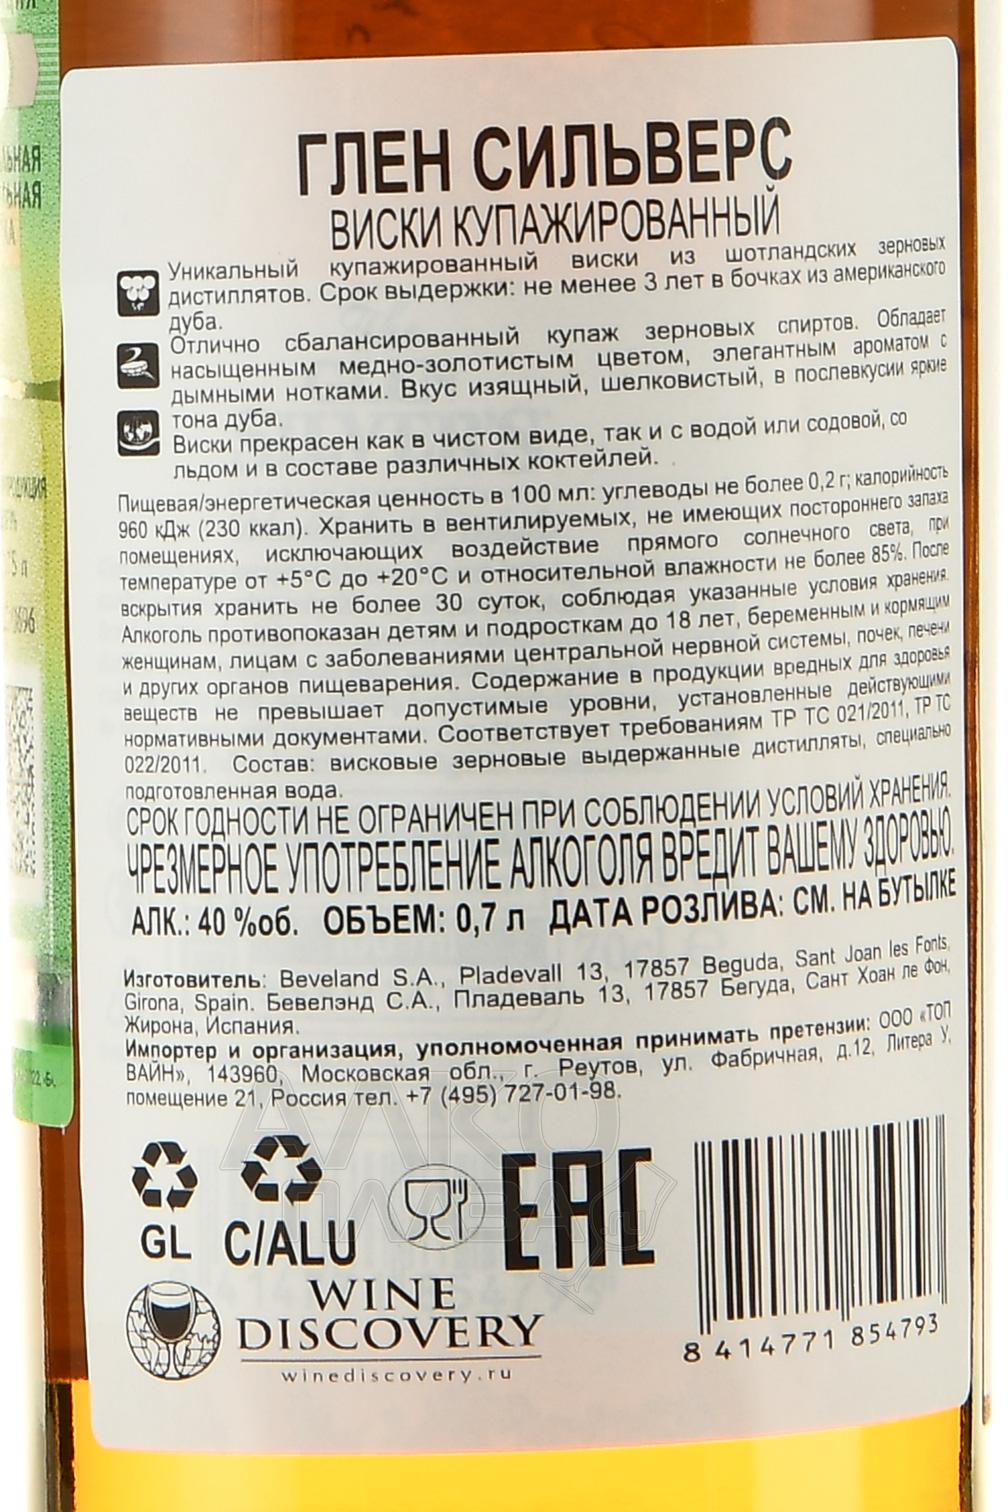 ГЛЕН СИЛЬВЕРС
ВИСКИ КУПАЖИРОВАННЫЙ
Уникальный купажированный виски из шотландских зерновых
дистиллятов. Срок выдержки: не менее 3 лет в бочках из американского
дуба.
Отлично сбалансированный купаж зерновых спиртов. Обладает
насыщенным медно-золотистым цветом, элегантным ароматом с
дымными нотками. Вкус изящный, шелковистый, в послевкусии яркие
тона дуба.
Виски прекрасен как в чистом виде, так и с водой или содовой, со
льдом и в составе различных коктейлей.
Пищевая/энергетическая ценность в 100 мл: углеводы не более 0,2 г; калорийность
960 кДж (230 ккал). Хранить в вентилируемых, не имеющих постороннего запаха
помещениях, исключающих воздействие прямого солнечного света, при
температуре от +5°С до +20°С и относительной влажности не более 85%. После
вскрытия хранить не более 30 суток, соблюдая указанные условия хранения.
Алкоголь противопоказан детям и подросткам до 18 лет, беременным и кормящим
женщинам, лицам с заболеваниями центральной нервной системы, почек, печени
и других органов пищеварения. Содержание в продукции вредных для здоровья
веществ не превышает допустимые уровни, установленные действующими
нормативными документами. Соответствует требованиям ТР ТС 021/2011, ТР ТС
022/2011. Состав: висковые зерновые выдержанные дистилляты, специально
подготовленная вода.
СРОК ГОДНОСТИ НЕ ОГРАНИЧЕН ПРИ СОБЛЮДЕНИИ УСЛОВИЙ ХРАНЕНИЯ.
ЧРЕЗМЕРНОЕ УПОТРЕБЛЕНИЕ АЛКОГОЛЯ ВРЕДИТ ВАШЕМУ ЗДОРОВЬЮ.
АЛК.: 40 %об. ОБЪЕМ: 0,7 л ДАТА РОЗЛИВА: СМ. НА БУТЫЛКЕ
Изготовитель: Beveland S.A., Pladevall 13, 17857 Beguda, Sant Joan les Fonts,
Girona, Spain. Бевелэнд С.А., Пладеваль 13, 17857 Бегуда, Сант Хоан ле Фон,
Жирона, Испания.
Импортер и организация, уполномоченная принимать претензии: ООО «ТОП
ВАЙН», 143960, Московская обл., г. Реутов, ул. Фабричная, д.12, Литера У,
помещение 21, Россия тел. +7 (495) 727-01-98.
GL C/ALU EAC
WINE
DISCOVERY
winediscovery.ru
8 414771 854793